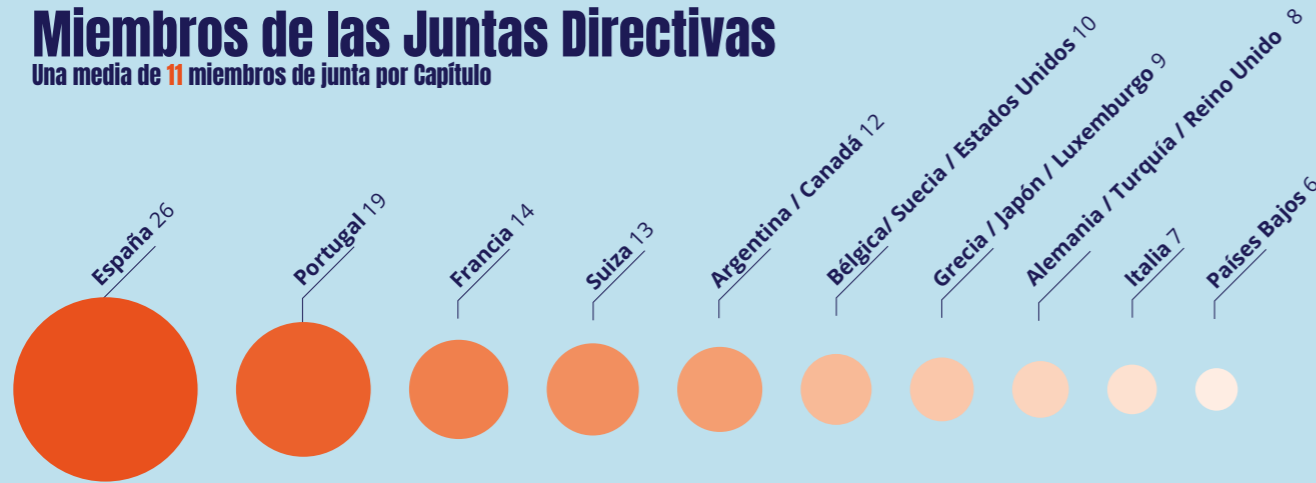 Miembros de las Juntas Directivas
Una media de 11 miembros de junta por Capítulo
España 26
Portugal 19
Francia 14
Suiza 13
Argentina / Canadá 12
Bélgica/ Suecia / Estados Unidos 10
Grecia / Japón / Luxemburgo 9
Alemania / Turquía / Reino Unido 8
Italia 7
Países Bajos 6